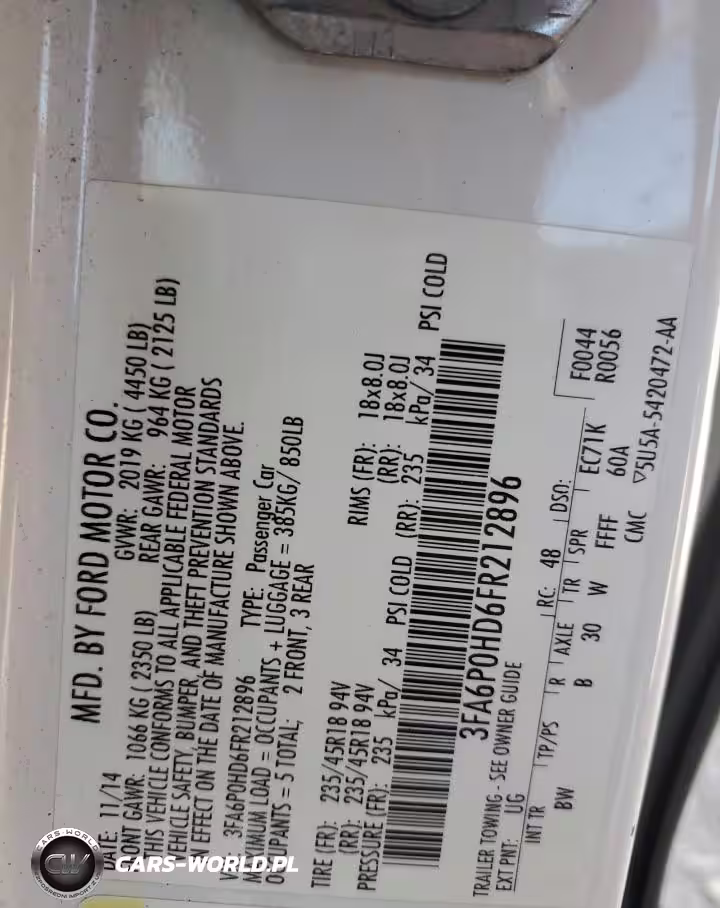 MFD. BY FORD MOTOR CO.
DATE: 11/14 GVWR: 2019 KG ( 4450 LB)
FRONT GAWR: 1066 KG ( 2350 LB) REAR GAWR: 964 KG ( 2125 LB)
THIS VEHICLE CONFORMS TO ALL APPLICABLE FEDERAL MOTOR
VEHICLE SAFETY, BUMPER, AND THEFT PREVENTION STANDARDS
IN EFFECT ON THE DATE OF MANUFACTURE SHOWN ABOVE.
VIN: 3FA6P0HD6FR212896 TYPE: Passenger Car
MAXIMUM LOAD = OCCUPANTS + LUGGAGE = 385KG/ 850LB
OCCUPANTS = 5 TOTAL; 2 FRONT, 3 REAR
TIRE (FR): 235/45R18 94V RIMS (FR): 18x8.0J
(RR): 235/45R18 94V (RR): 18x8.0J
PRESSURE (FR): 235 kPa/ 34 PSI COLD (RR): 235 kPa/ 34 PSI COLD
3FA6P0HD6FR212896
TRAILER TOWING - SEE OWNER GUIDE
EXT PNT: UG RC: 48 DSO: F0044
R0056
INT TR TP/PS R AXLE TR SPR EC71K
BW B 30 W FFFF 60A
CMC ▽5U5A-5420472-AA
CARS-WORLD
CW
CARS-WORLD.PL